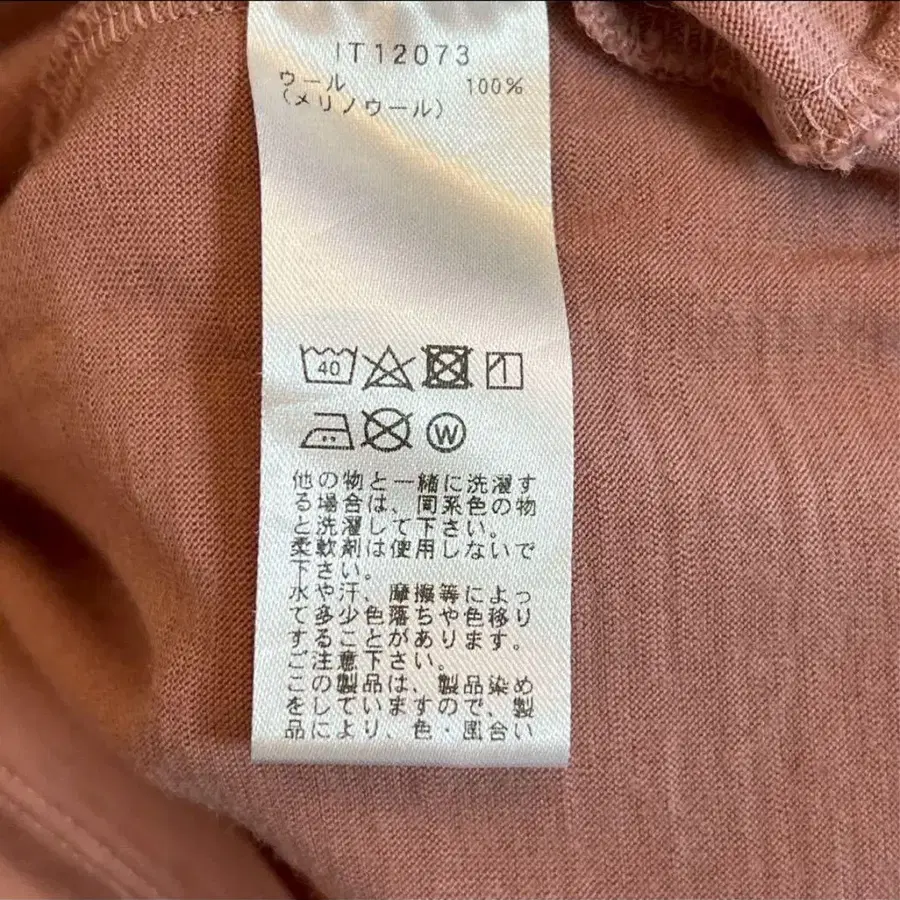 IT12073
ウール 100%
(メリノウール)
40
W
他の物と一緒に洗濯す
る場合は、同系色の物
と洗濯して下さい。
柔軟剤は使用しないで
下さい。
水や汗、摩擦等によっ
て多少色落ちや色移り
することがあります。
ご注意下さい。
この製品は、製品染め
をしていますので、製
品により、色・風合い